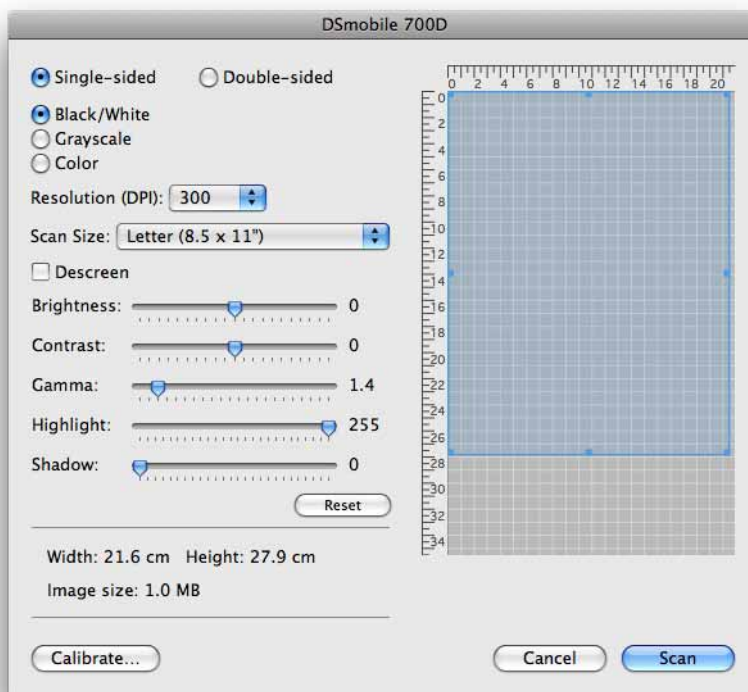 DSmobile 700D
Single-sided Double-sided
Black/White
Grayscale
Color
Resolution (DPI): 300
Scan Size: Letter (8.5 x 11")
Descreen
Brightness: 0
Contrast: 0
Gamma: 1.4
Highlight: 255
Shadow: 0
Reset
Width: 21.6 cm Height: 27.9 cm
Image size: 1.0 MB
Calibrate...
0 2 4 6 8 10 12 14 16 18 20
0
2
4
6
8
10
12
14
16
18
20
22
24
26
28
30
32
34
Cancel Scan